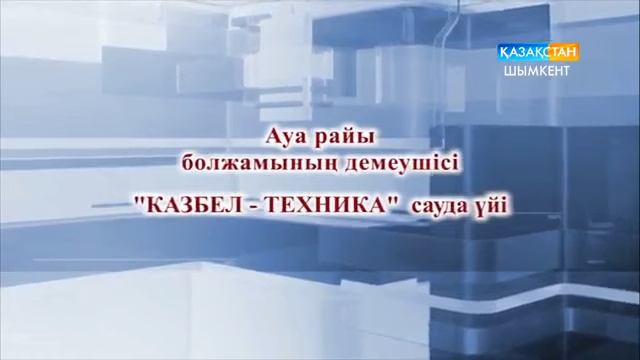 ҚАЗАҚСТАН
ШЫМКЕНТ
Ауа райы
болжамының демеушісі
"КАЗБЕЛ - ТЕХНИКА" сауда үйі